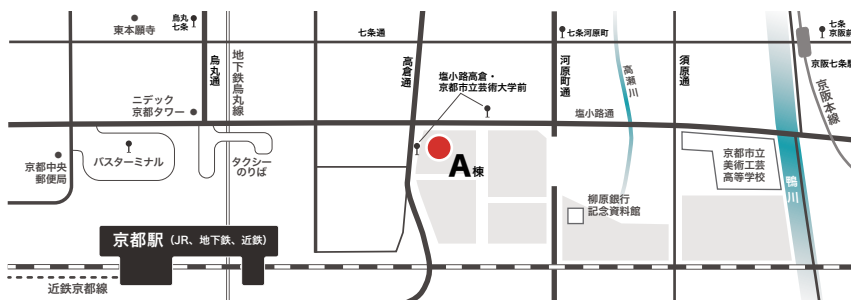 東本願寺
烏丸
七条
七条通
七条河原町
七条
京阪前
烏丸通
地下鉄烏丸線
高倉通
塩小路高倉・
京都市立芸術大学前
河原町通
高瀬川
須原通
京阪七条駅
京阪本線
ニデック
京都タワー
塩小路通
京都中央
郵便局
バスターミナル
タクシー
のりば
A棟
京都市立
美術工芸
高等学校
鴨川
柳原銀行
記念資料館
京都駅(JR、地下鉄、近鉄)
近鉄京都線